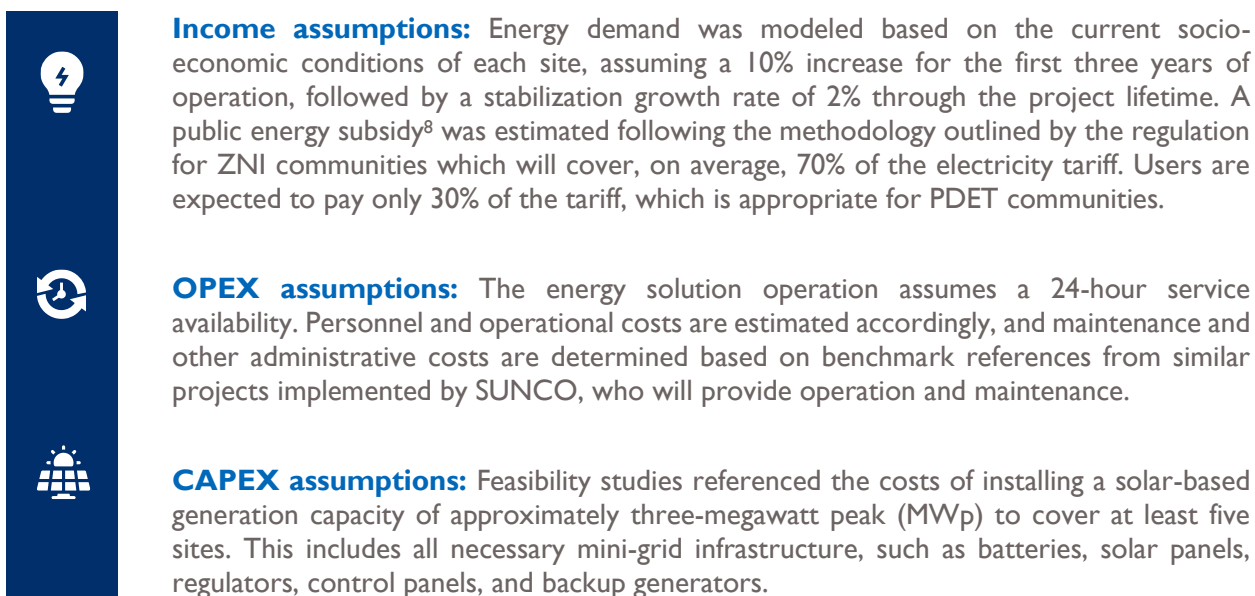 Income assumptions: Energy demand was modeled based on the current socio-
economic conditions of each site, assuming a 10% increase for the first three years of
operation, followed by a stabilization growth rate of 2% through the project lifetime. A
public energy subsidy⁸ was estimated following the methodology outlined by the regulation
for ZNI communities which will cover, on average, 70% of the electricity tariff. Users are
expected to pay only 30% of the tariff, which is appropriate for PDET communities.
OPEX assumptions: The energy solution operation assumes a 24-hour service
availability. Personnel and operational costs are estimated accordingly, and maintenance and
other administrative costs are determined based on benchmark references from similar
projects implemented by SUNCO, who will provide operation and maintenance.
CAPEX assumptions: Feasibility studies referenced the costs of installing a solar-based
generation capacity of approximately three-megawatt peak (MWp) to cover at least five
sites. This includes all necessary mini-grid infrastructure, such as batteries, solar panels,
regulators, control panels, and backup generators.